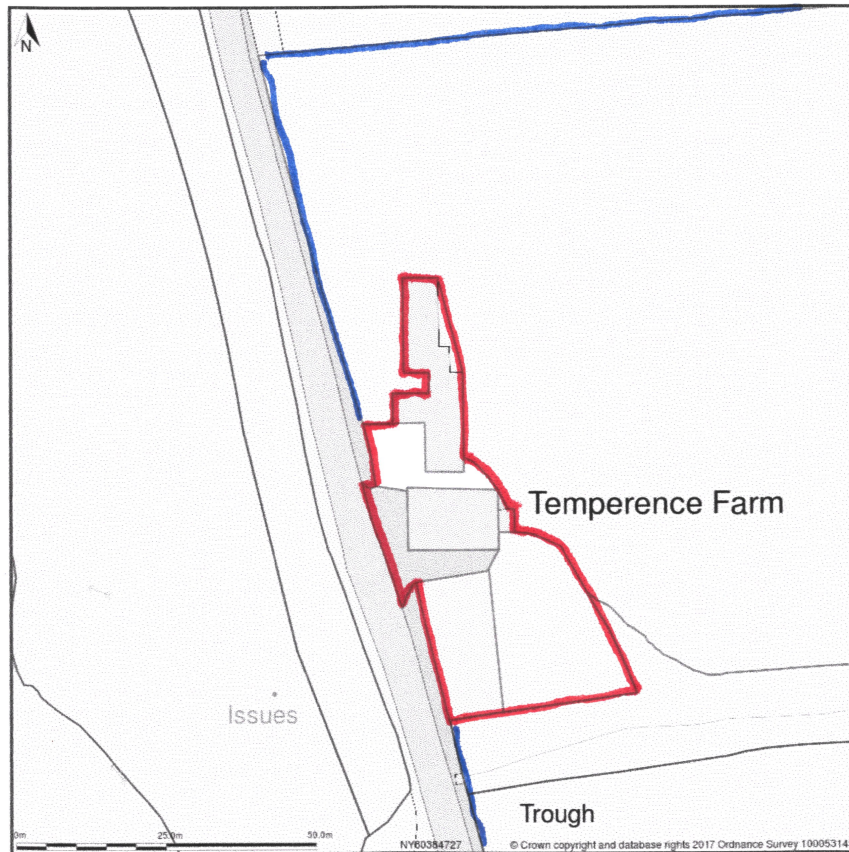 N
Temperence Farm
Issues
Trough
0m 25.0m 50.0m
NY60384727
© Crown copyright and database rights 2017 Ordnance Survey 10005314